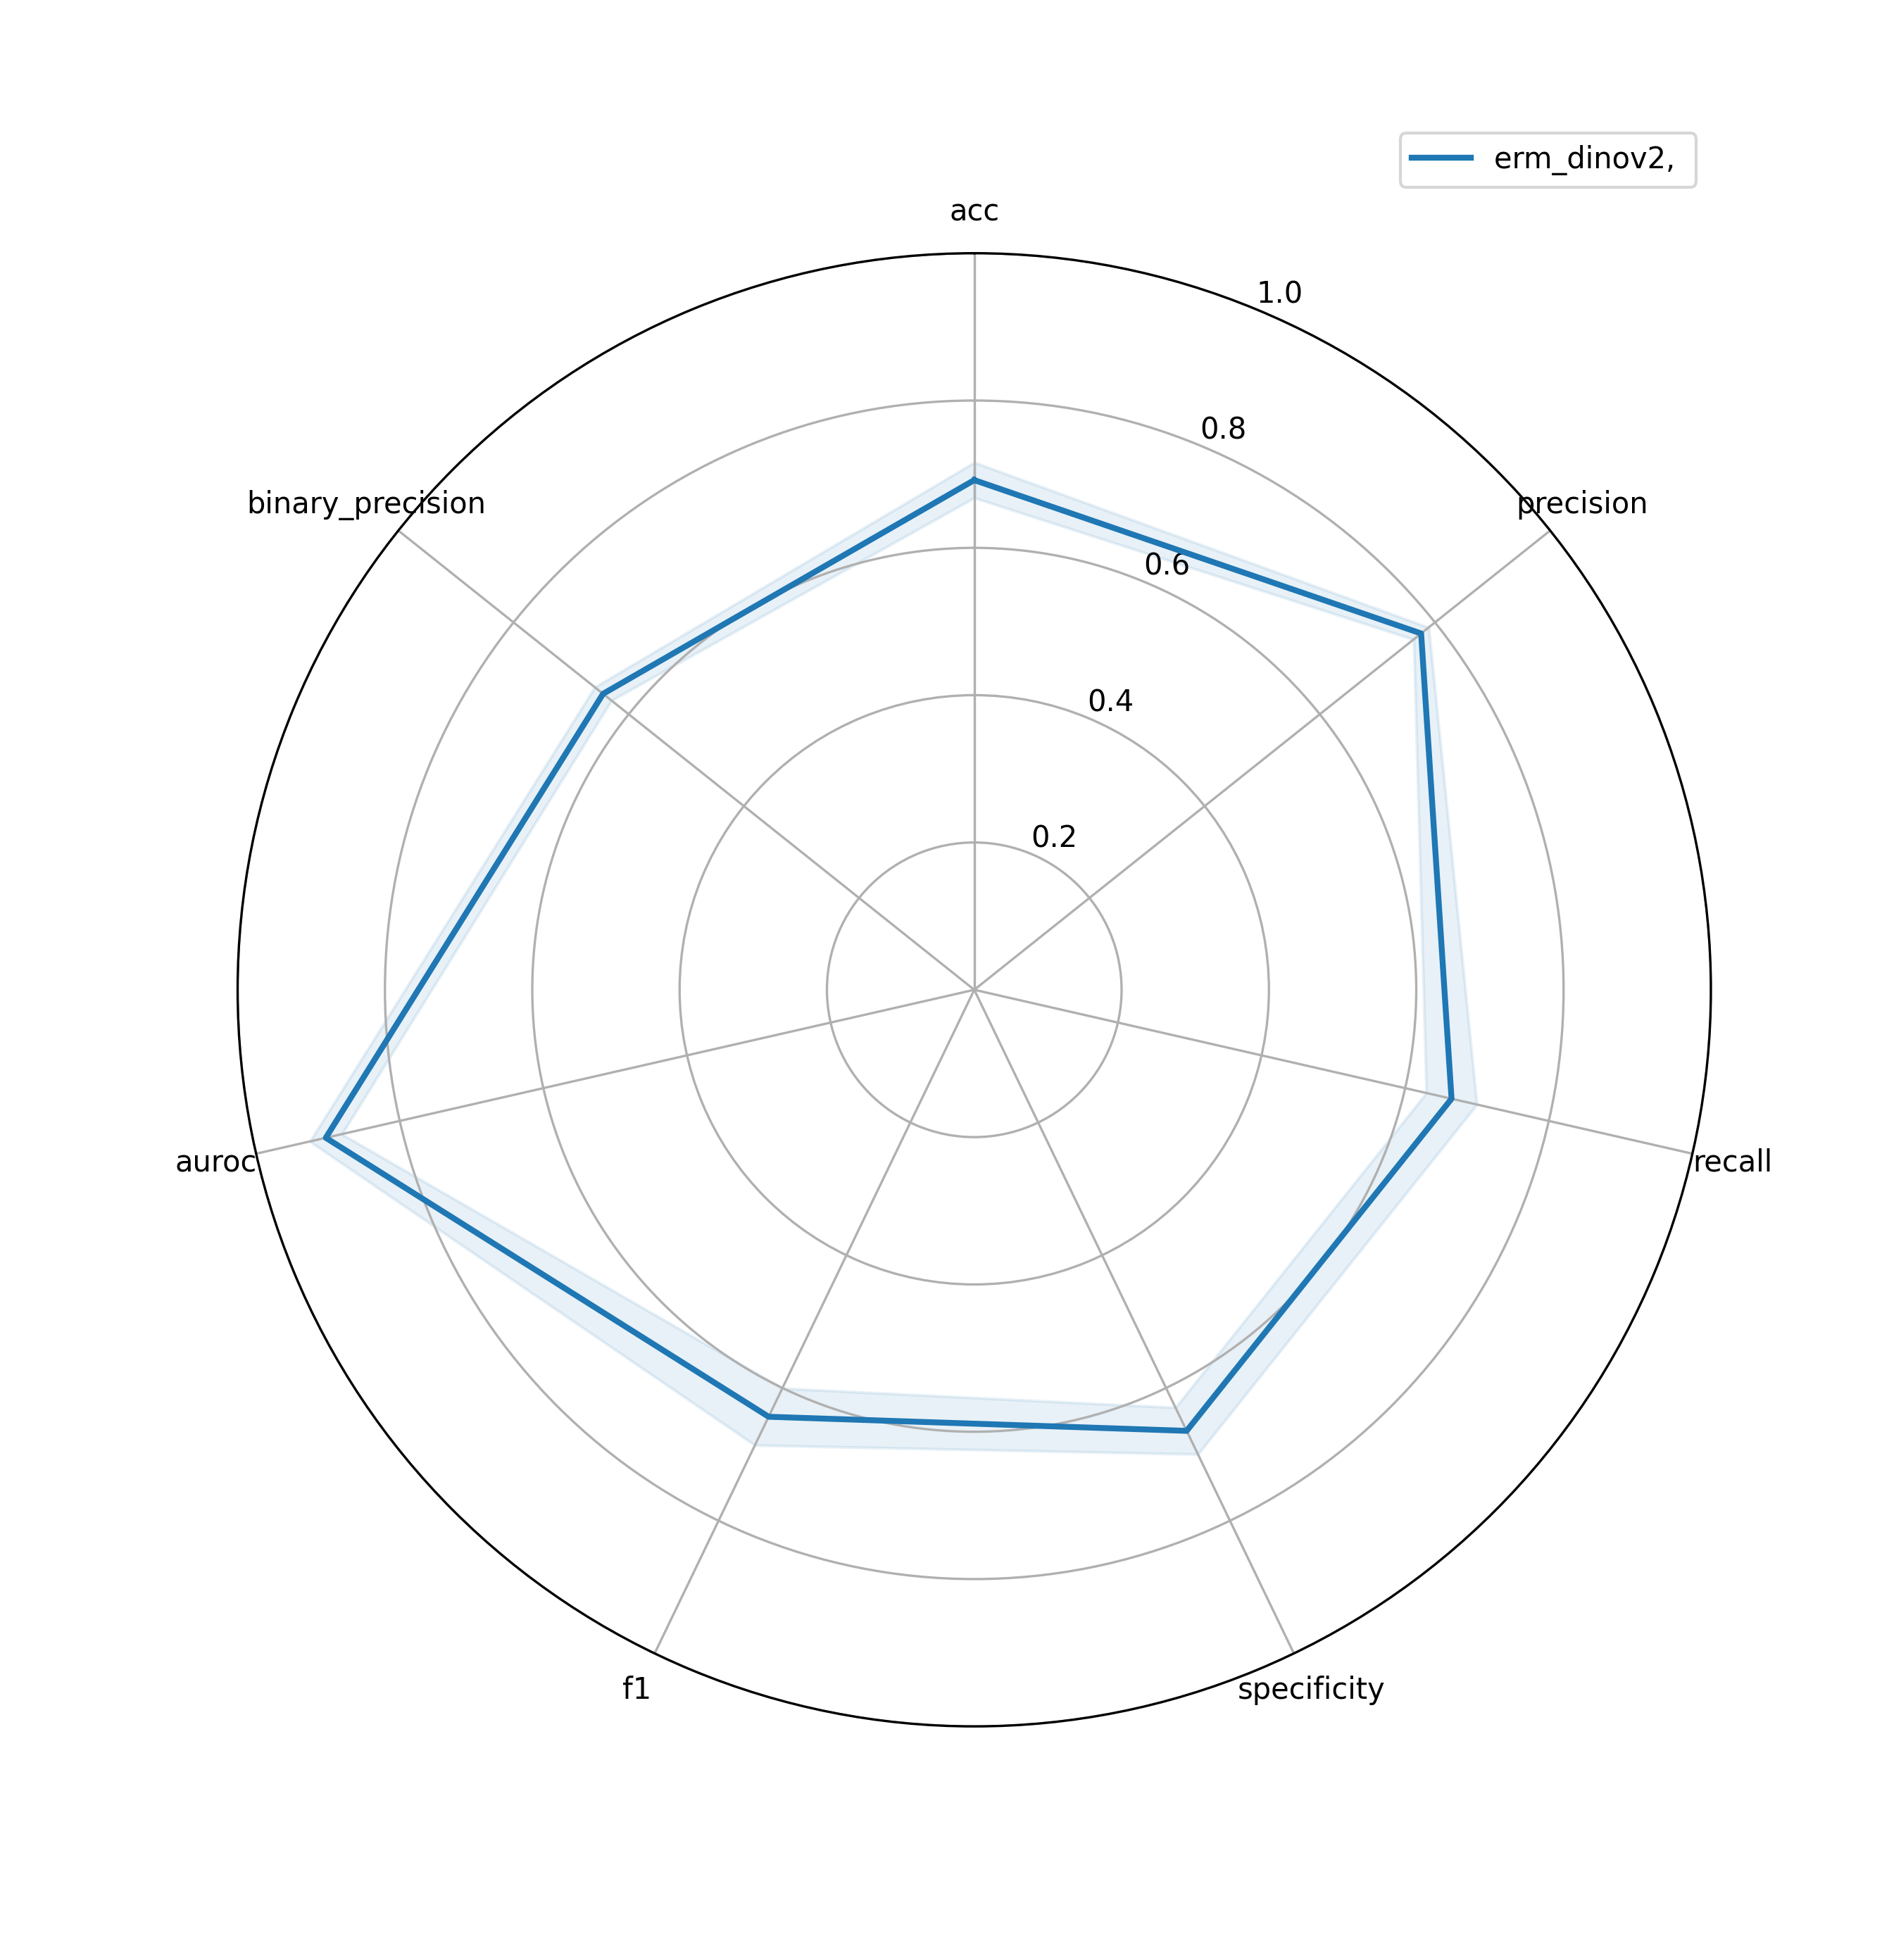 erm_dinov2,
acc
1.0
0.8
binary_precision
precision
0.6
0.4
0.2
auroc
recall
f1
specificity